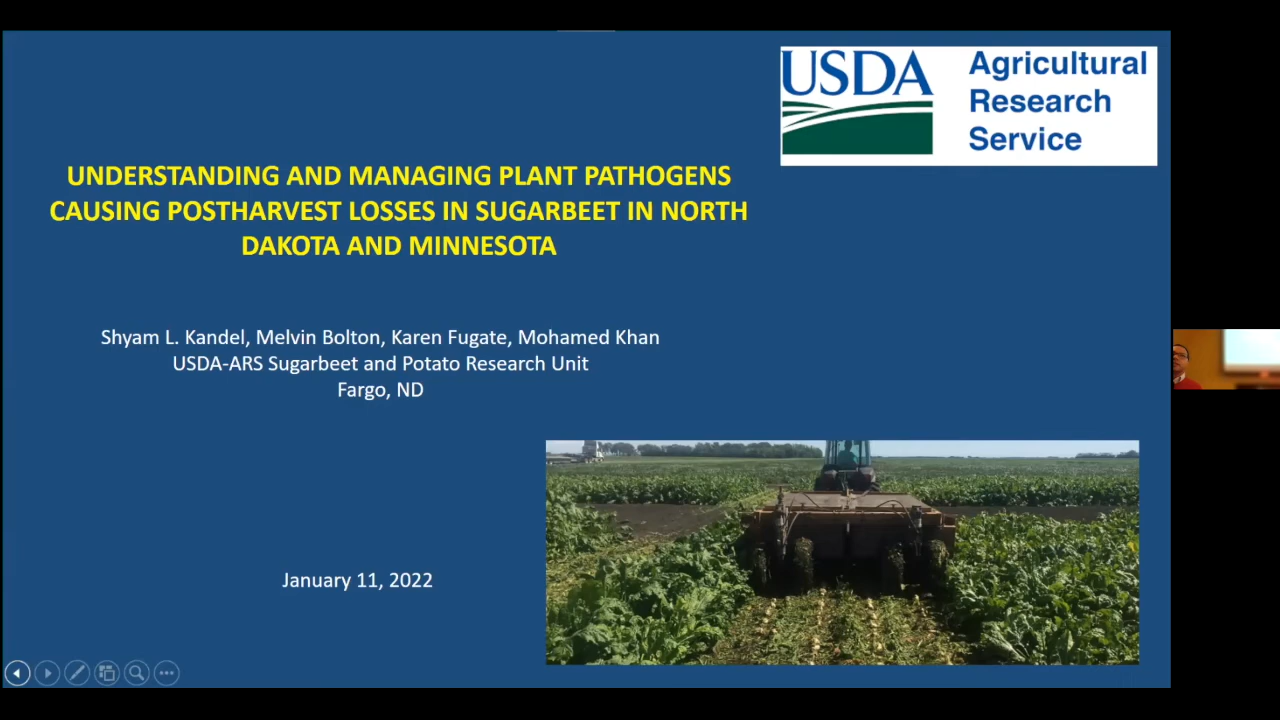 USDA
Agricultural
Research
Service
UNDERSTANDING AND MANAGING PLANT PATHOGENS
CAUSING POSTHARVEST LOSSES IN SUGARBEET IN NORTH
DAKOTA AND MINNESOTA
Shyam L. Kandel, Melvin Bolton, Karen Fugate, Mohamed Khan
USDA-ARS Sugarbeet and Potato Research Unit
Fargo, ND
January 11, 2022